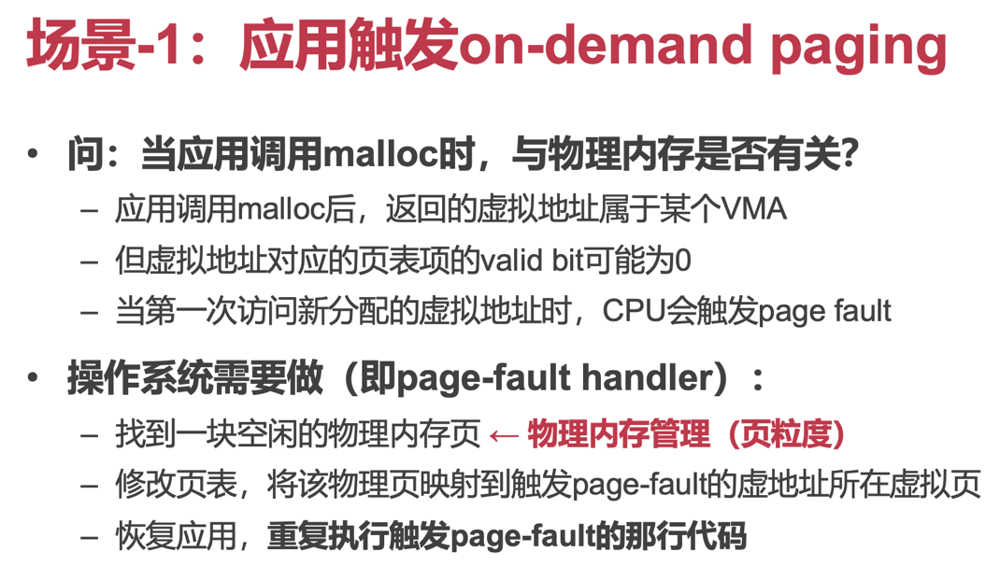 场景-1：应用触发on-demand paging
• 问：当应用调用malloc时，与物理内存是否有关？
– 应用调用malloc后，返回的虚拟地址属于某个VMA
– 但虚拟地址对应的页表项的valid bit可能为0
– 当第一次访问新分配的虚拟地址时，CPU会触发page fault
• 操作系统需要做（即page-fault handler）：
– 找到一块空闲的物理内存页 ← 物理内存管理（页粒度）
– 修改页表，将该物理页映射到触发page-fault的虚地址所在虚拟页
– 恢复应用，重复执行触发page-fault的那行代码